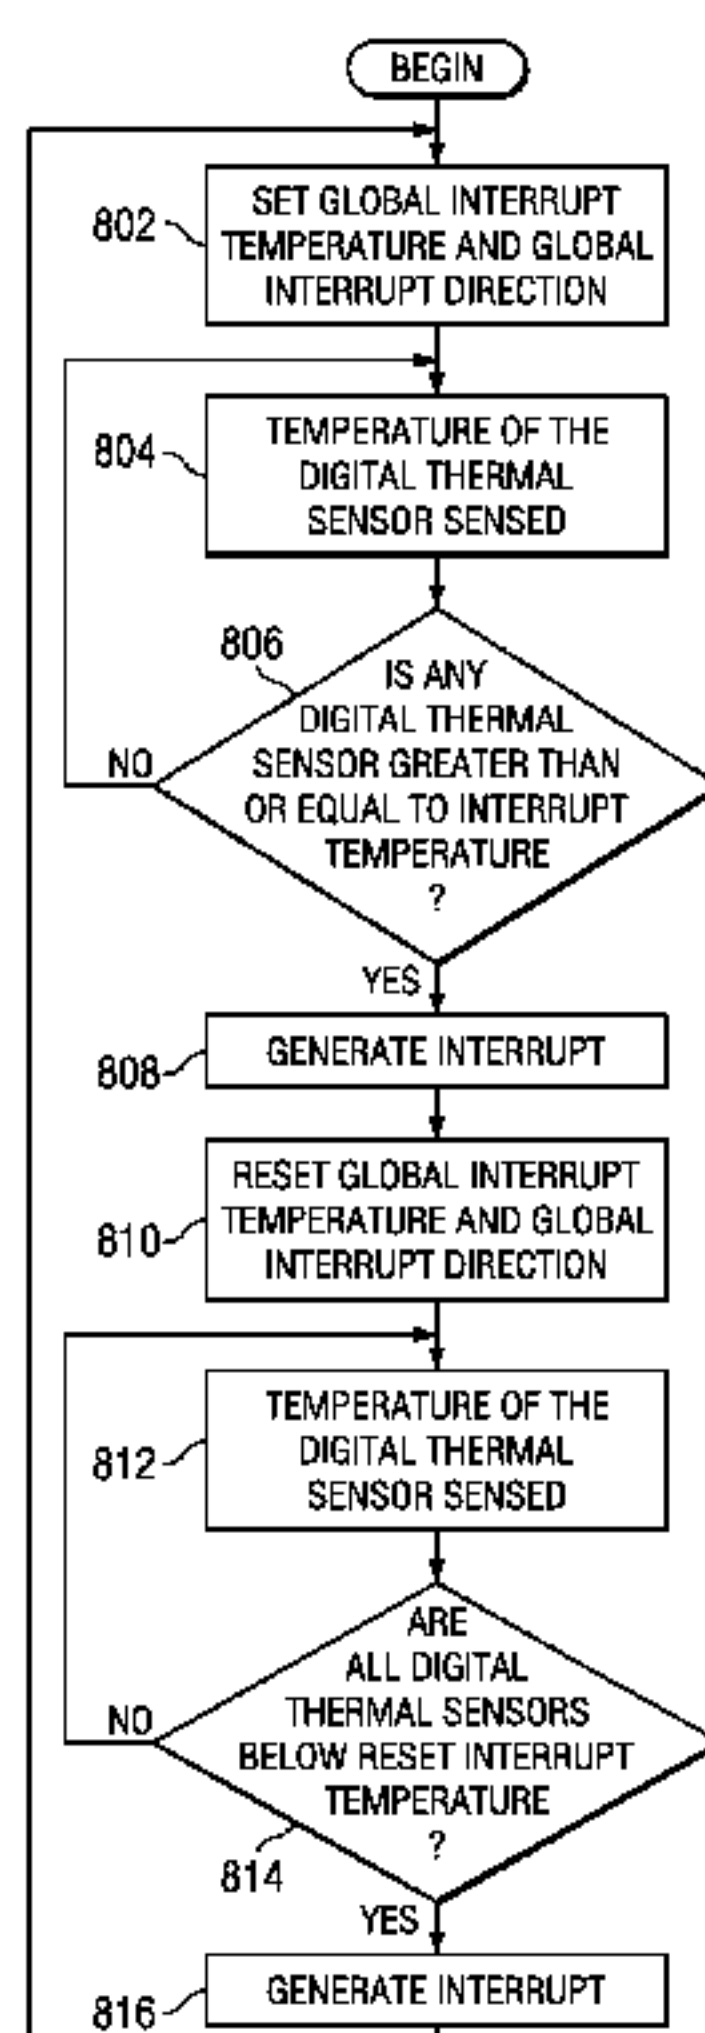 BEGIN
802
SET GLOBAL INTERRUPT
TEMPERATURE AND GLOBAL
INTERRUPT DIRECTION
804
TEMPERATURE OF THE
DIGITAL THERMAL
SENSOR SENSED
806
IS ANY
DIGITAL THERMAL
SENSOR GREATER THAN
OR EQUAL TO INTERRUPT
TEMPERATURE
?
NO
YES
808
GENERATE INTERRUPT
810
RESET GLOBAL INTERRUPT
TEMPERATURE AND GLOBAL
INTERRUPT DIRECTION
812
TEMPERATURE OF THE
DIGITAL THERMAL
SENSOR SENSED
ARE
ALL DIGITAL
THERMAL SENSORS
BELOW RESET INTERRUPT
TEMPERATURE
?
NO
814
YES
816
GENERATE INTERRUPT